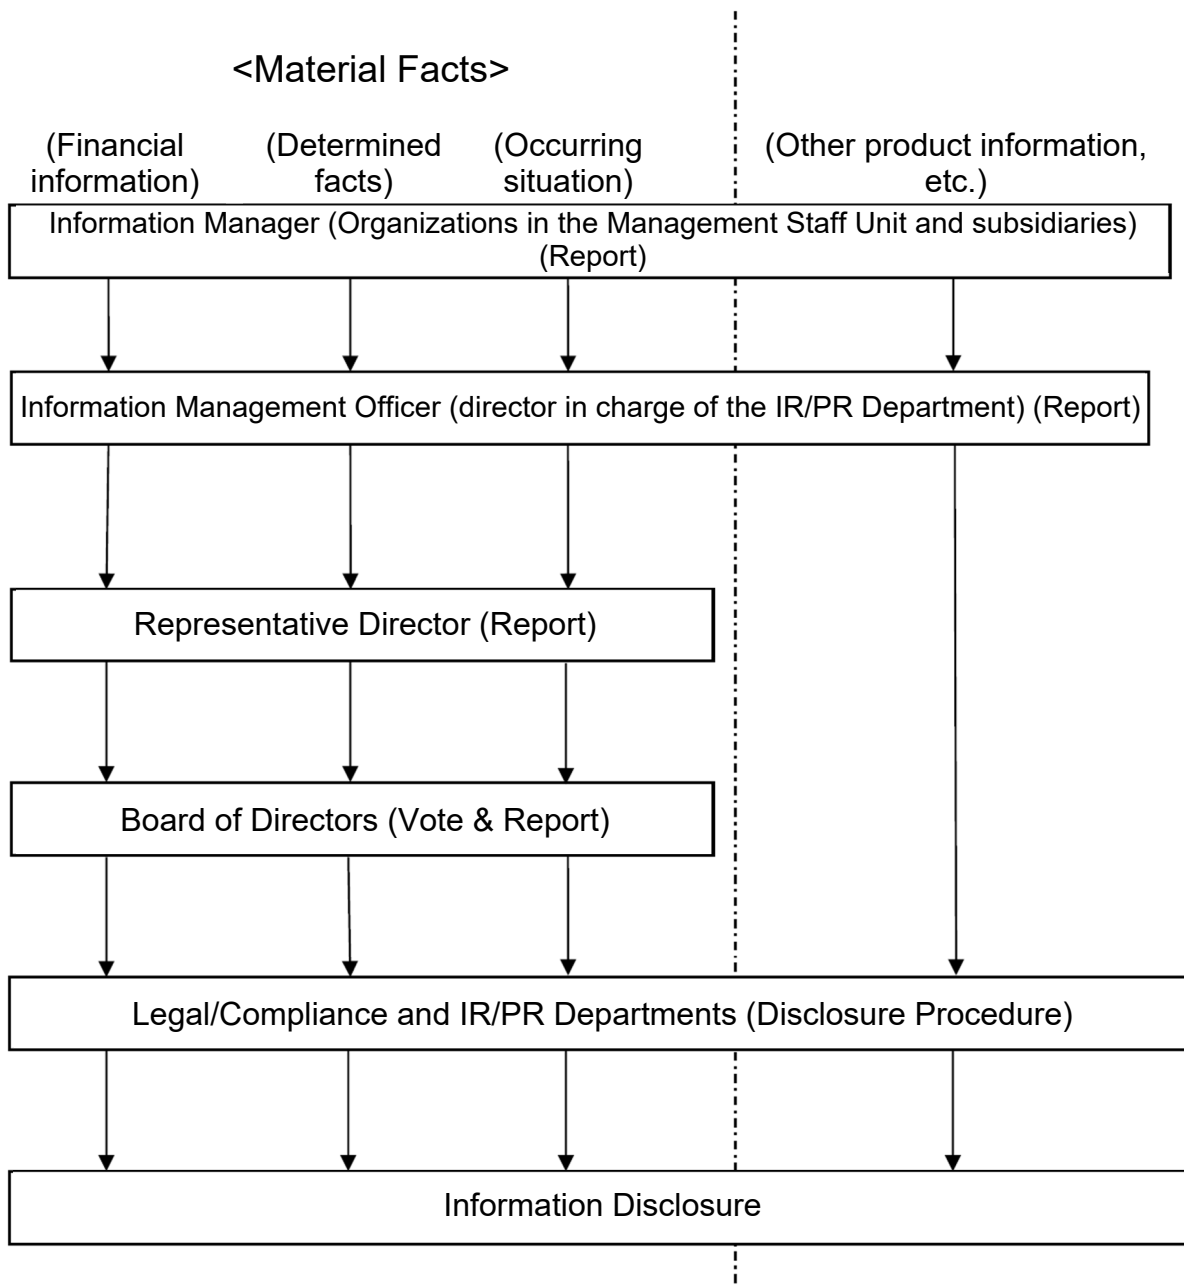 <Material Facts>
(Financial
information)
(Determined
facts)
(Occurring
situation)
(Other product information,
etc.)
Information Manager (Organizations in the Management Staff Unit and subsidiaries)
(Report)
Information Management Officer (director in charge of the IR/PR Department) (Report)
Representative Director (Report)
Board of Directors (Vote & Report)
Legal/Compliance and IR/PR Departments (Disclosure Procedure)
Information Disclosure